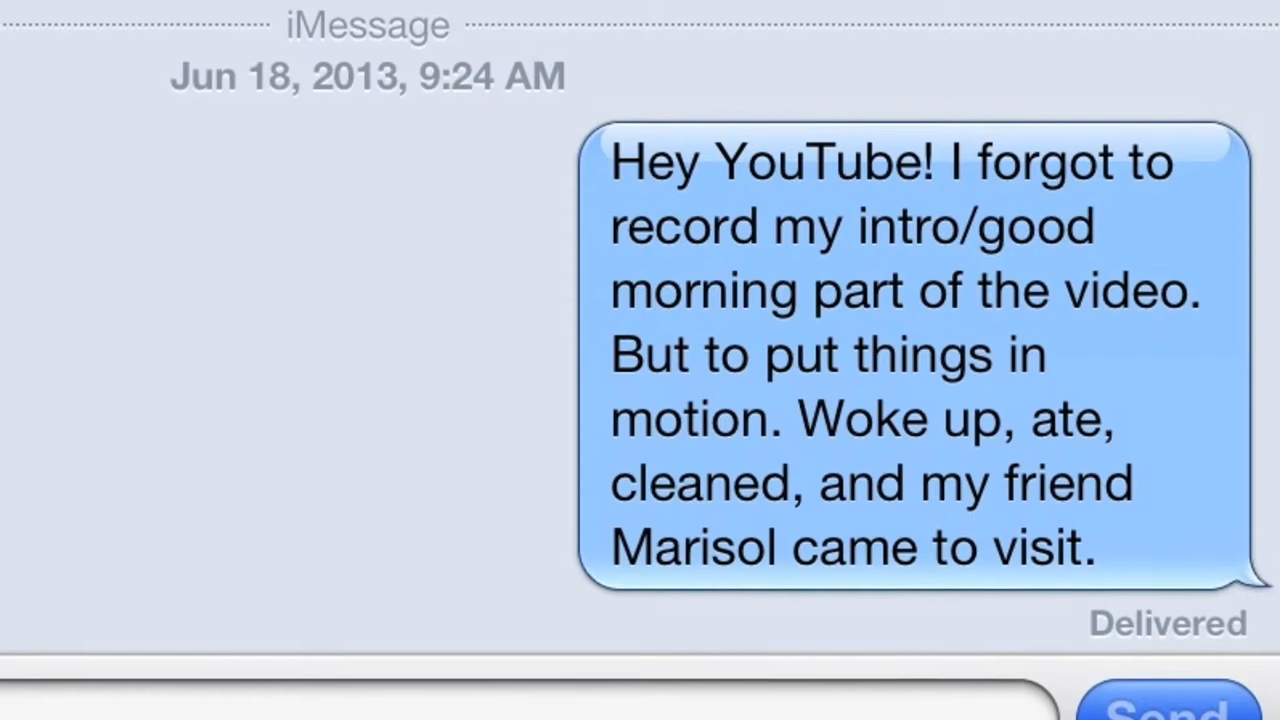 iMessage
Jun 18, 2013, 9:24 AM
Hey YouTube! I forgot to
record my intro/good
morning part of the video.
But to put things in
motion. Woke up, ate,
cleaned, and my friend
Marisol came to visit.
Delivered
Send